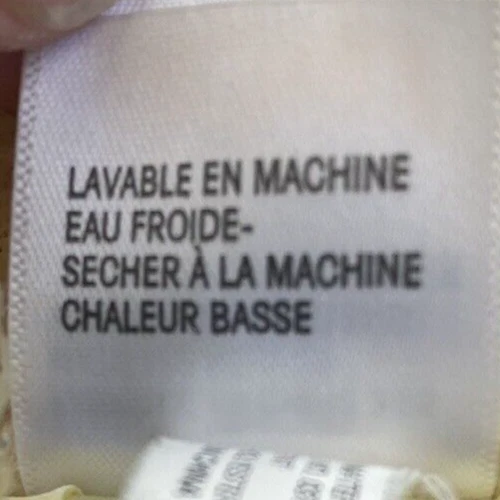 LAVABLE EN MACHINE
EAU FROIDE-
SECHER À LA MACHINE
CHALEUR BASSE